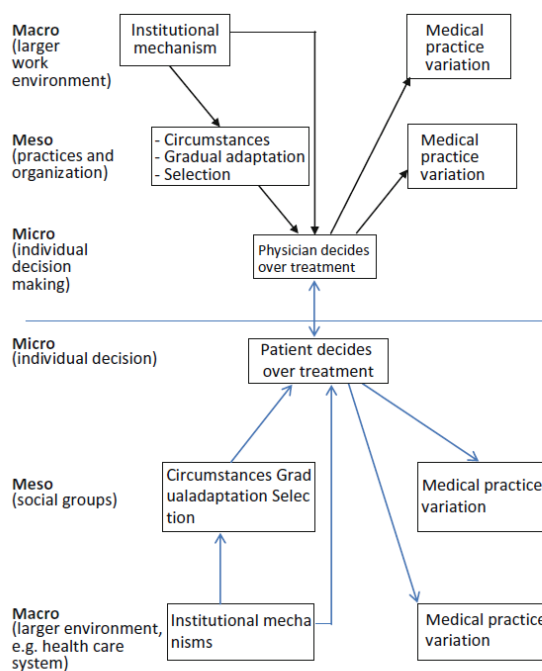 Macro
(larger
work
environment)
Institutional
mechanism
Medical
practice
variation
Meso
(practices and
organization)
- Circumstances
- Gradual adaptation
- Selection
Medical
practice
variation
Micro
(individual
decision
making)
Physician decides
over treatment
Micro
(individual decision)
Patient decides
over treatment
Meso
(social groups)
Circumstances Grad
ualadaptation Selec
tion
Medical practice
variation
Macro
(larger environment,
e.g. health care
system)
Institutional mecha
nisms
Medical practice
variation